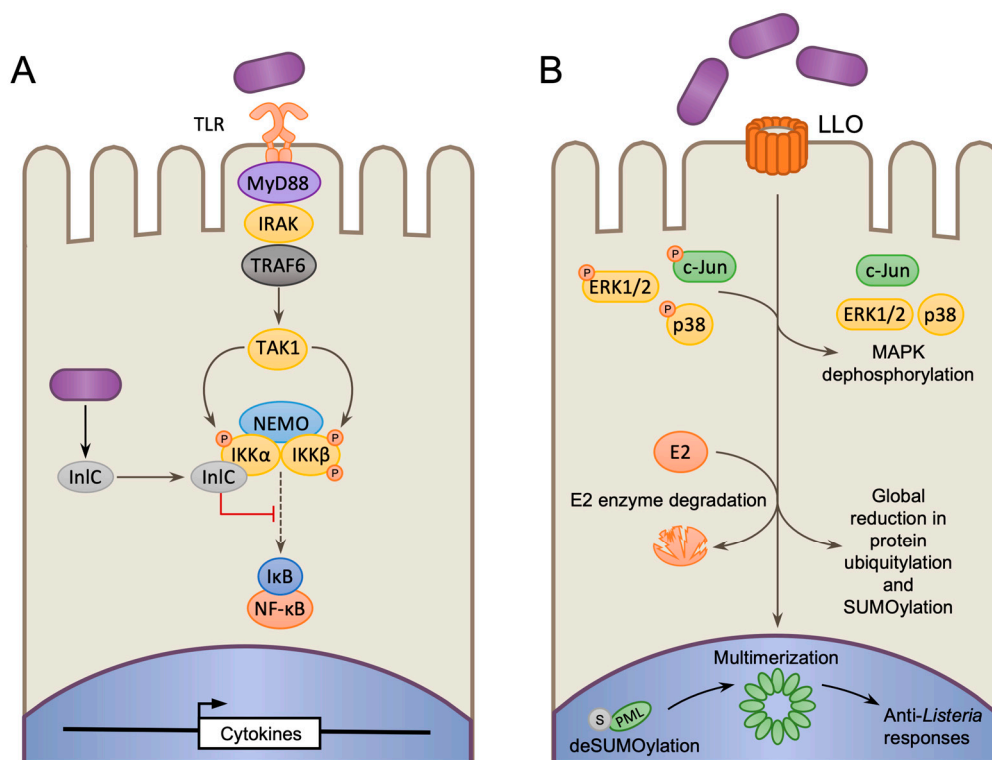 A
TLR
MyD88
IRAK
TRAF6
TAK1
NEMO
P
P
IKKα
IKKβ
P
InlC
InlC
IκB
NF-κB
Cytokines
B
LLO
P
c-Jun
P
ERK1/2
P
p38
c-Jun
ERK1/2
p38
MAPK
dephosphorylation
E2
E2 enzyme degradation
Global
reduction in
protein
ubiquitylation
and
SUMOylation
Multimerization
S
PML
deSUMOylation
Anti-Listeria
responses